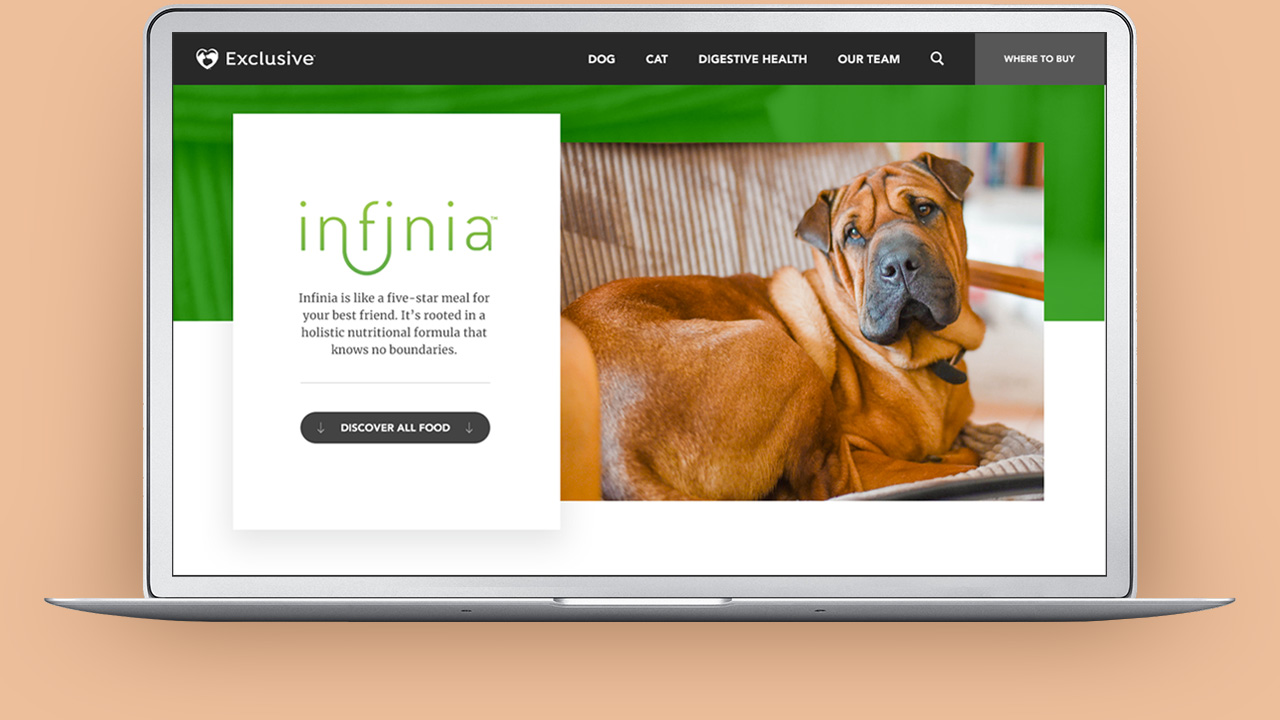 Exclusive
DOG
CAT
DIGESTIVE HEALTH
OUR TEAM
WHERE TO BUY
infinia™
Infinia is like a five-star meal for
your best friend. It's rooted in a
holistic nutritional formula that
knows no boundaries.
↓ DISCOVER ALL FOOD ↓